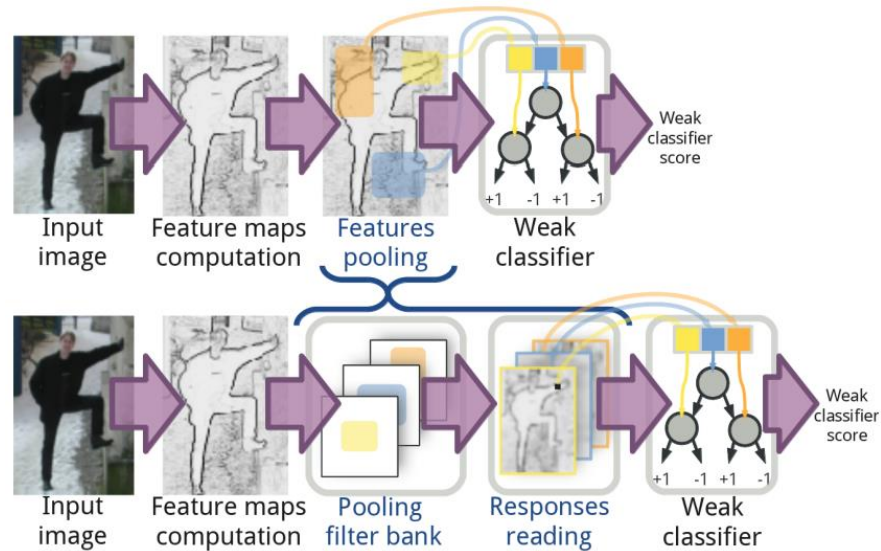 Weak
classifier
score
+1 -1 +1 -1
Input
image
Feature maps
computation
Features
pooling
Weak
classifier
Weak
classifier
score
+1 -1 +1 -1
Input
image
Feature maps
computation
Pooling
filter bank
Responses
reading
Weak
classifier